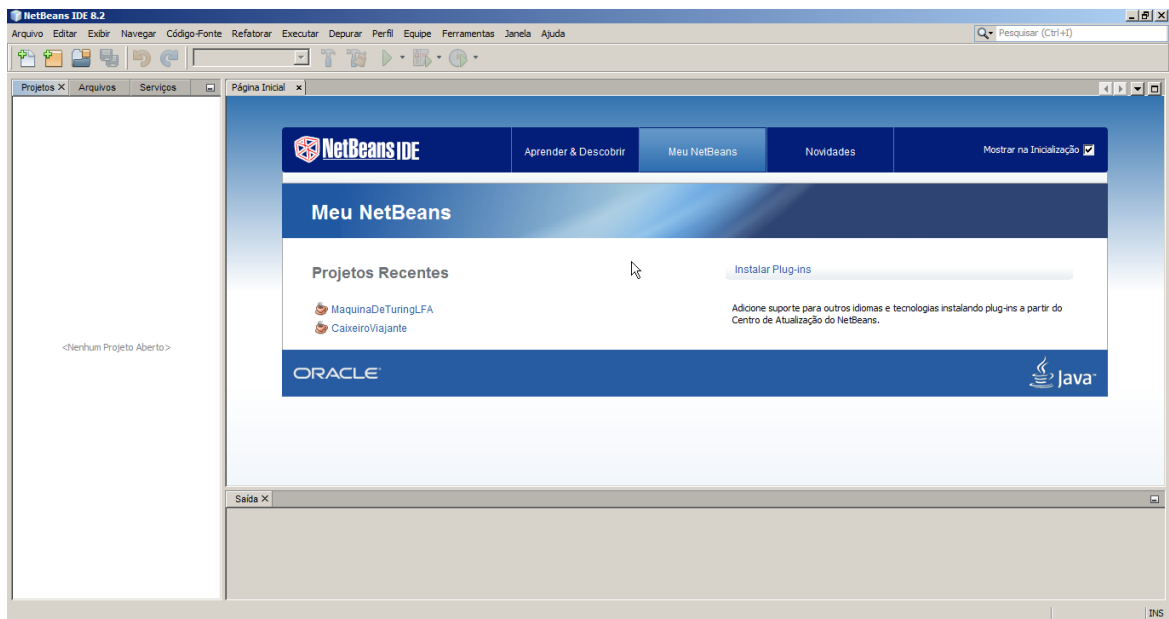 NetBeans IDE 8.2
Arquivo Editar Exibir Navegar Código-Fonte Refatorar Executar Depurar Perfil Equipe Ferramentas Janela Ajuda
Pesquisar (Ctrl+I)
Projetos Arquivos Serviços
Página Inicial
NetBeans IDE
Aprender & Descobrir
Meu NetBeans
Novidades
Mostrar na Inicialização
Meu NetBeans
Projetos Recentes
MaquinaDeTuringLFA
CaixeiroViajante
Instalar Plug-ins
Adicione suporte para outros idiomas e tecnologias instalando plug-ins a partir do
Centro de Atualização do NetBeans.
<Nenhum Projeto Aberto>
ORACLE
Java
Saída
INS